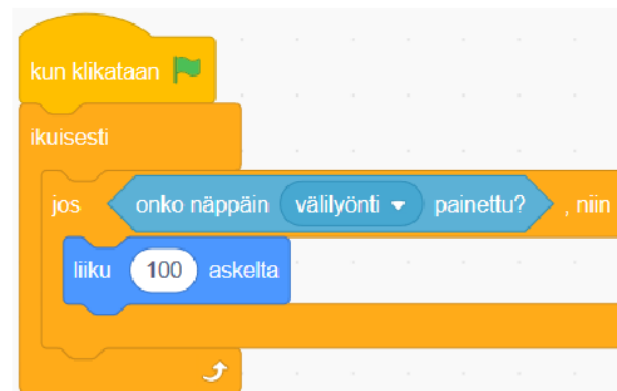 kun klikataan
ikuisesti
jos onko näppäin välilyönti painettu? , niin
liiku 100 askelta